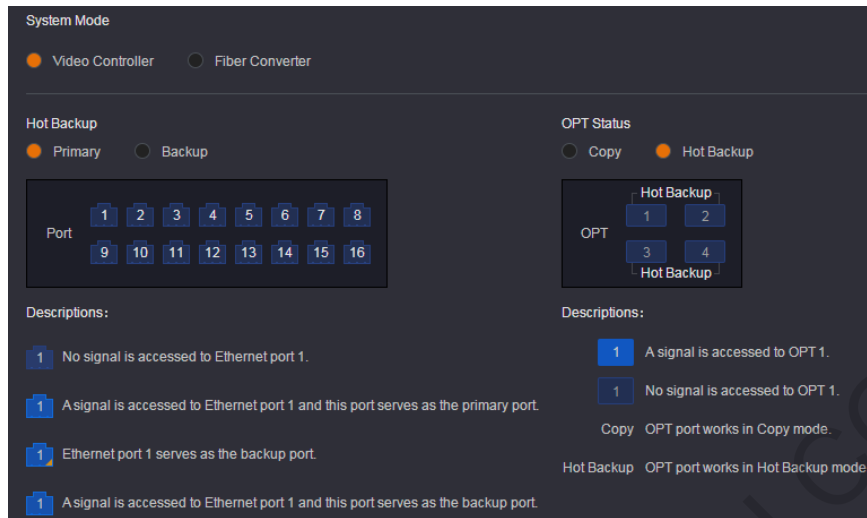 System Mode
Video Controller Fiber Converter
Hot Backup
Primary Backup
Port
1 2 3 4 5 6 7 8
9 10 11 12 13 14 15 16
Descriptions:
1 No signal is accessed to Ethernet port 1.
1 A signal is accessed to Ethernet port 1 and this port serves as the primary port.
1 Ethernet port 1 serves as the backup port.
1 A signal is accessed to Ethernet port 1 and this port serves as the backup port.
OPT Status
Copy Hot Backup
Hot Backup
1 2
OPT
3 4
Hot Backup
Descriptions:
1 A signal is accessed to OPT 1.
1 No signal is accessed to OPT 1.
Copy OPT port works in Copy mode.
Hot Backup OPT port works in Hot Backup mode